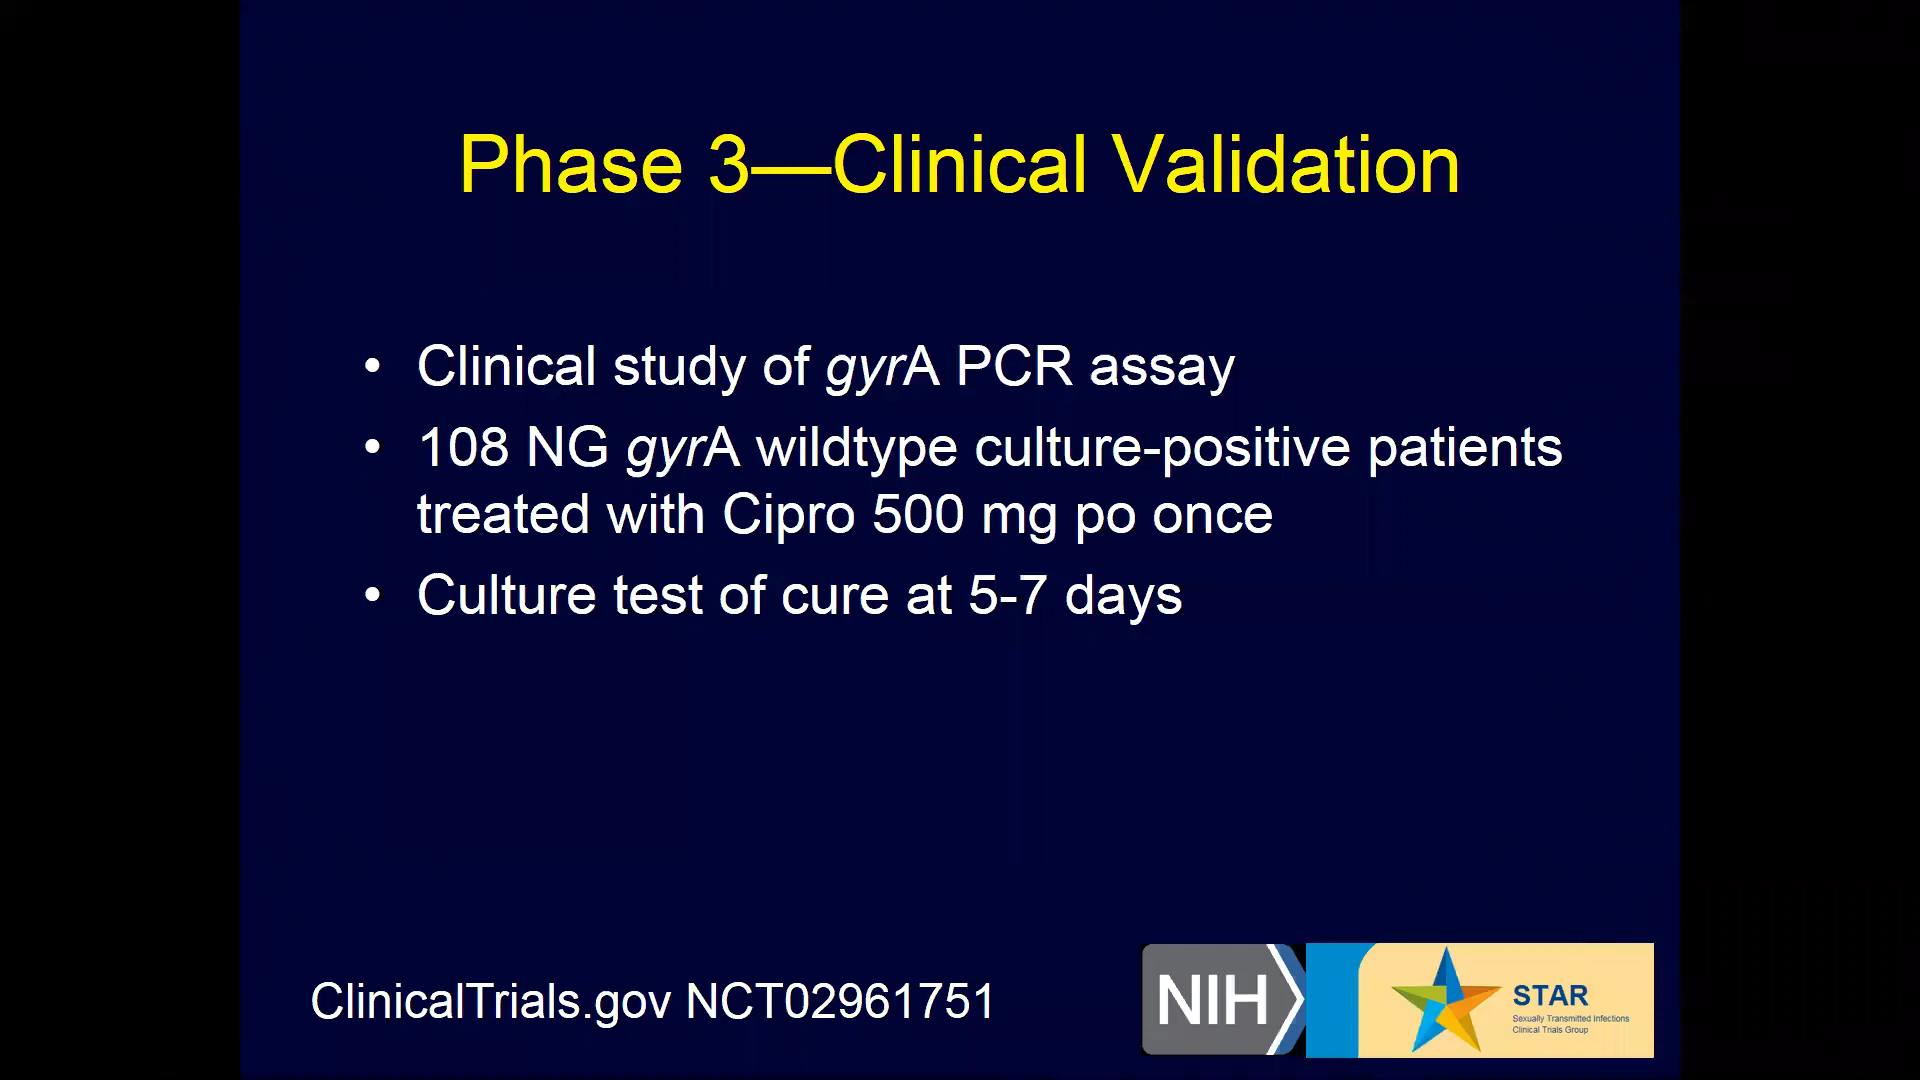 Phase 3—Clinical Validation
• Clinical study of gyrA PCR assay
• 108 NG gyrA wildtype culture-positive patients
treated with Cipro 500 mg po once
• Culture test of cure at 5-7 days
ClinicalTrials.gov NCT02961751
NIH
STAR
Sexually Transmitted Infections
Clinical Trials Group